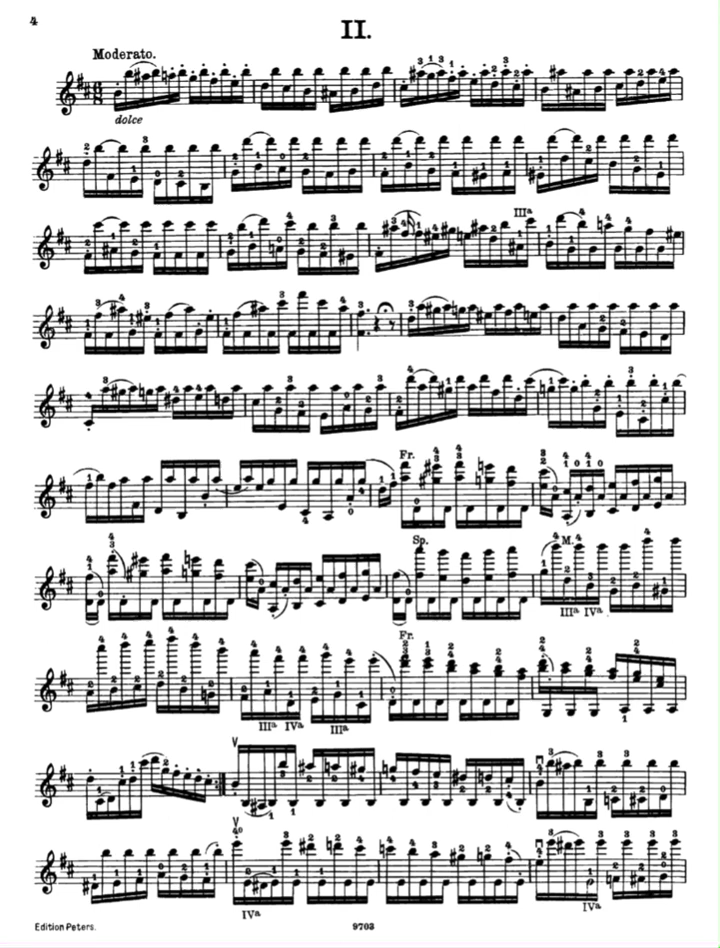 4
II.
Moderato.
dolce
IIIª
Fr.
Sp.
M.
IIIª IVª
Fr.
IIIª IVª IIIª
IVª
IVª
Edition Peters.
9703